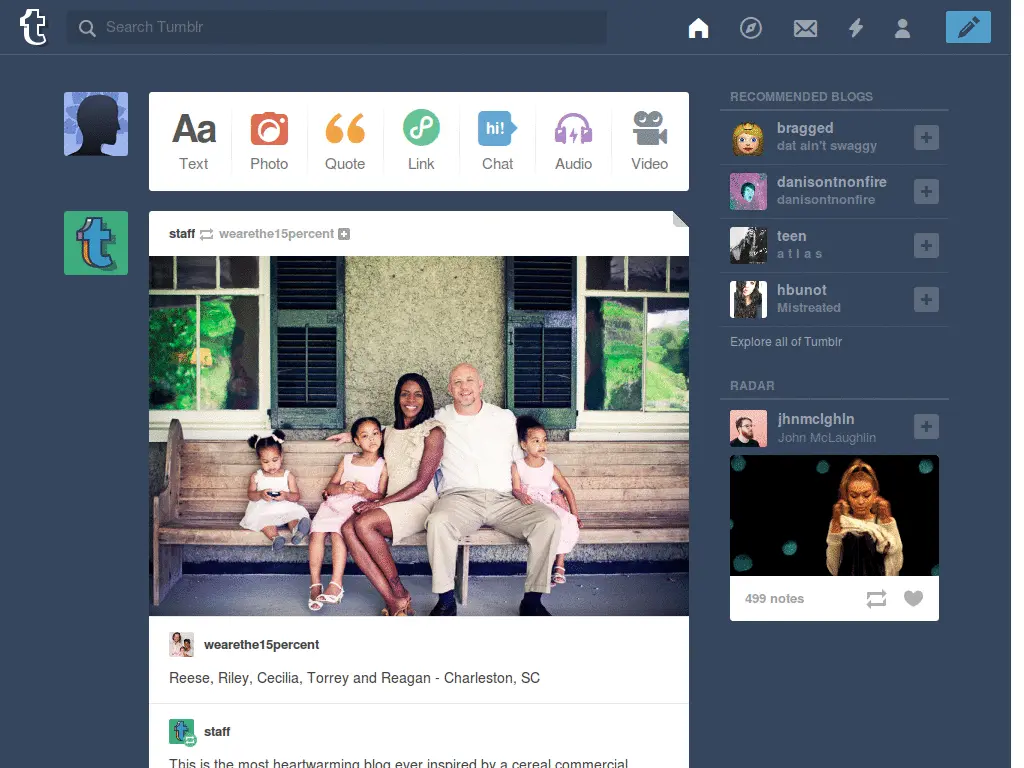 Search Tumblr
Aa
hi!
Text
Photo
Quote
Link
Chat
Audio
Video
staff wearethe15percent
wearethe15percent
Reese, Riley, Cecilia, Torrey and Reagan - Charleston, SC
staff
This is the most heartwarming blog ever inspired by a cereal commercial
RECOMMENDED BLOGS
bragged
dat ain't swaggy
danisontnonfire
danisontnonfire
teen
a t l a s
hbunot
Mistreated
Explore all of Tumblr
RADAR
jhnmclghln
John McLaughlin
499 notes